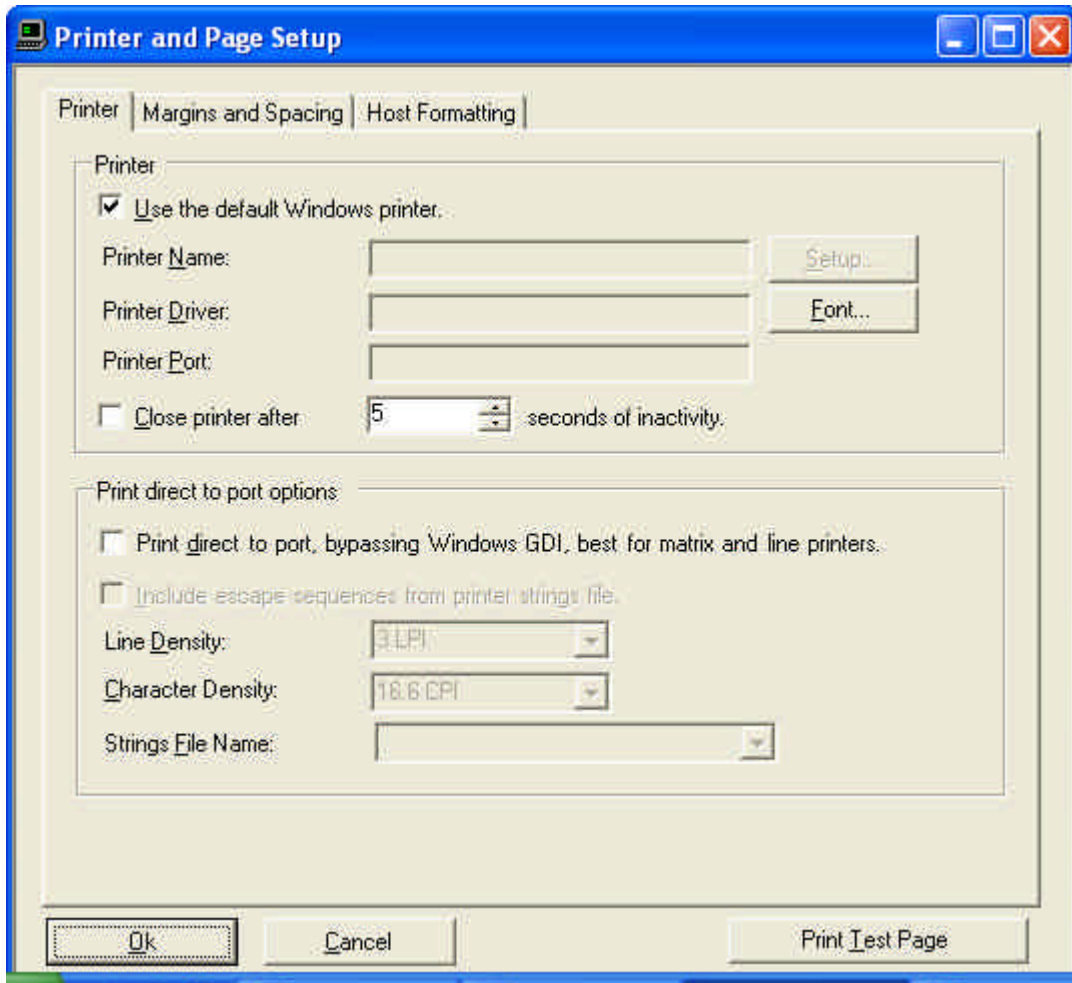 Printer and Page Setup
Printer Margins and Spacing Host Formatting
Printer
Use the default Windows printer.
Printer Name:
Setup...
Printer Driver:
Font...
Printer Port:
Close printer after 5 seconds of inactivity.
Print direct to port options
Print direct to port, bypassing Windows GDI, best for matrix and line printers.
Include escape sequences from printer strings file.
Line Density: 3 LPI
Character Density: 16.6 CPI
Strings File Name:
Ok Cancel Print Test Page